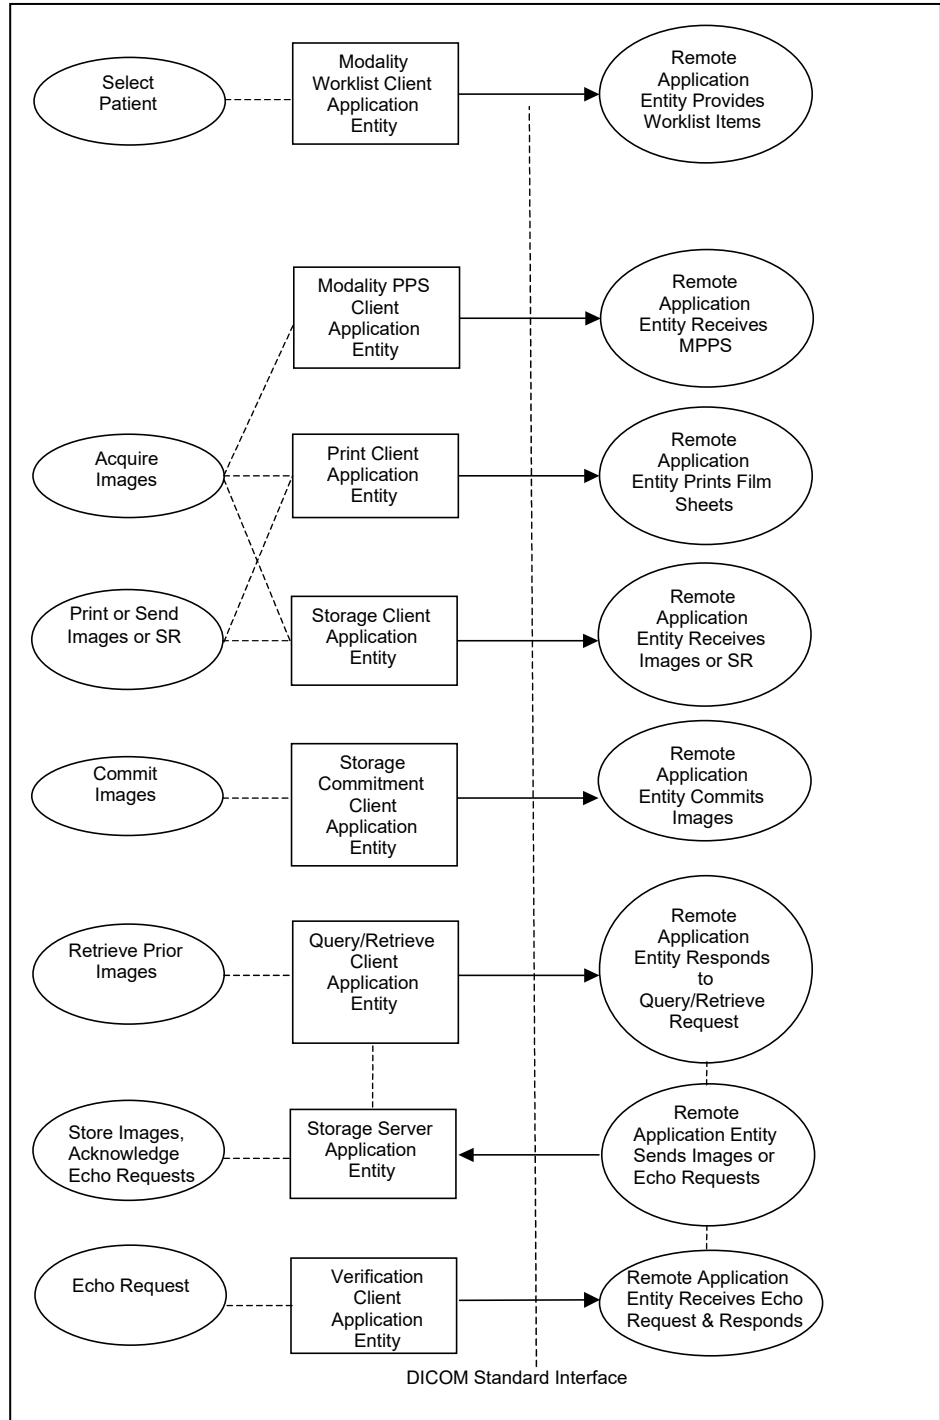 Select
Patient
Modality
Worklist Client
Application
Entity
Remote
Application
Entity Provides
Worklist Items
Modality PPS
Client
Application
Entity
Remote
Application
Entity Receives
MPPS
Acquire
Images
Print Client
Application
Entity
Remote
Application
Entity Prints Film
Sheets
Print or Send
Images or SR
Storage Client
Application
Entity
Remote
Application
Entity Receives
Images or SR
Commit
Images
Storage
Commitment
Client
Application
Entity
Remote
Application
Entity Commits
Images
Retrieve Prior
Images
Query/Retrieve
Client
Application
Entity
Remote
Application
Entity Responds
to
Query/Retrieve
Request
Store Images,
Acknowledge
Echo Requests
Storage Server
Application
Entity
Remote
Application Entity
Sends Images or
Echo Requests
Echo Request
Verification
Client
Application
Entity
Remote Application
Entity Receives Echo
Request & Responds
DICOM Standard Interface